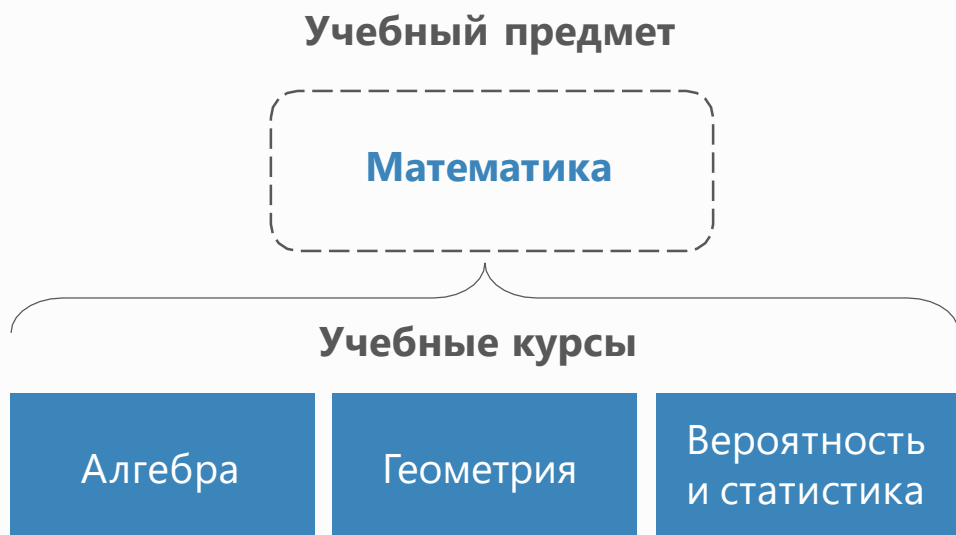 Учебный предмет
Математика
Учебные курсы
Алгебра
Геометрия
Вероятность
и статистика